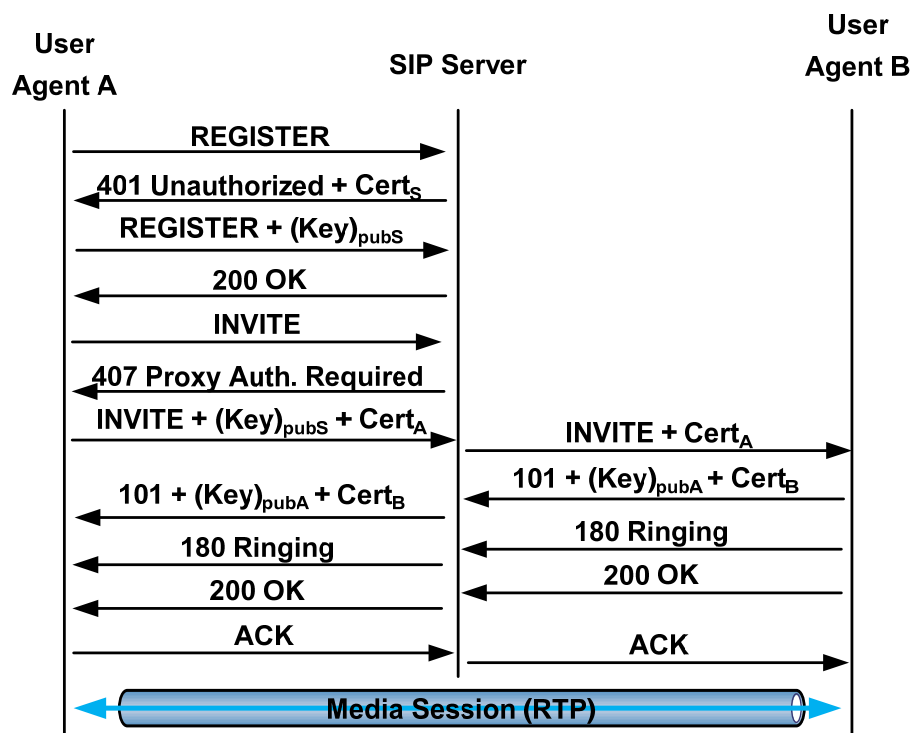 User
Agent A
SIP Server
User
Agent B
REGISTER
401 Unauthorized + CertS
REGISTER + (Key)pubS
200 OK
INVITE
407 Proxy Auth. Required
INVITE + (Key)pubS + CertA
INVITE + CertA
101 + (Key)pubA + CertB
101 + (Key)pubA + CertB
180 Ringing
180 Ringing
200 OK
200 OK
ACK
ACK
Media Session (RTP)